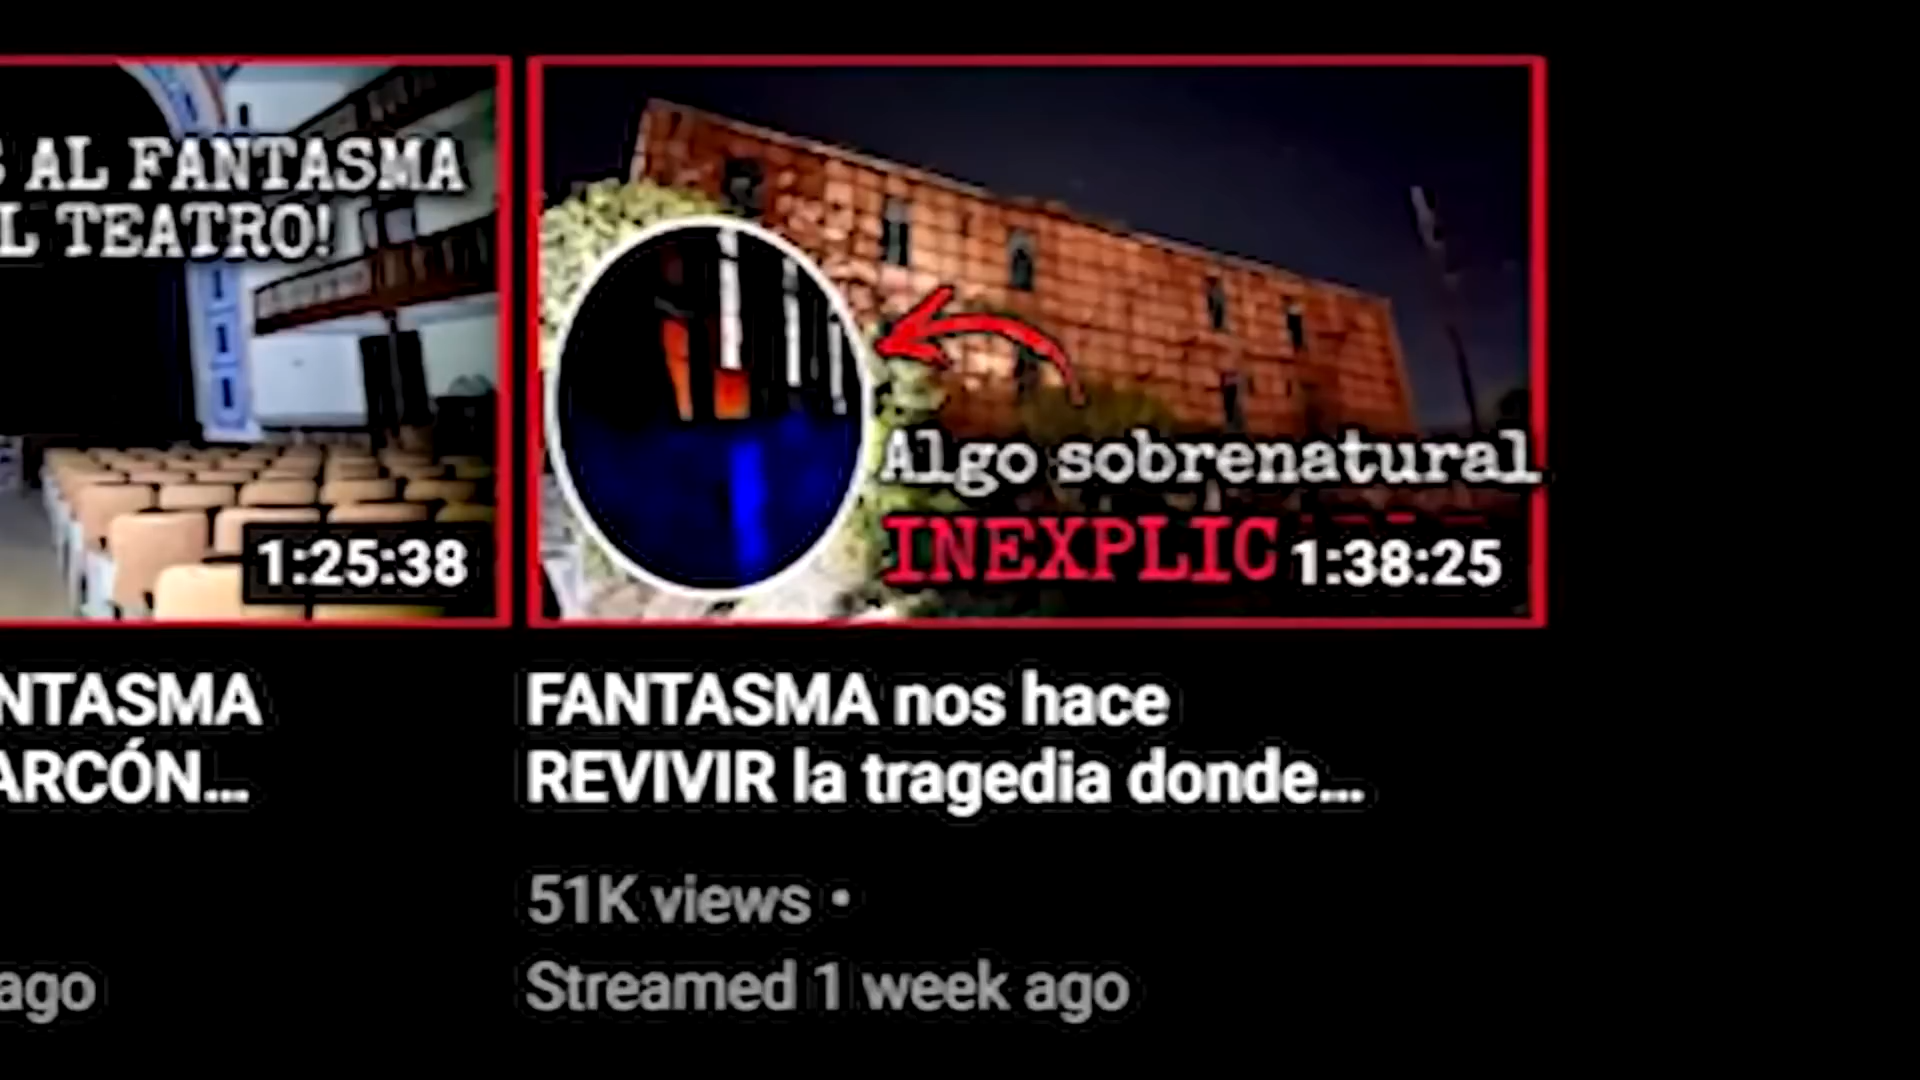 AL FANTASMA
L TEATRO!
1:25:38
NTASMA
ARCÓN...
ago
Algo sobrenatural
INEXPLIC
1:38:25
FANTASMA nos hace
REVIVIR la tragedia donde...
51K views •
Streamed 1 week ago